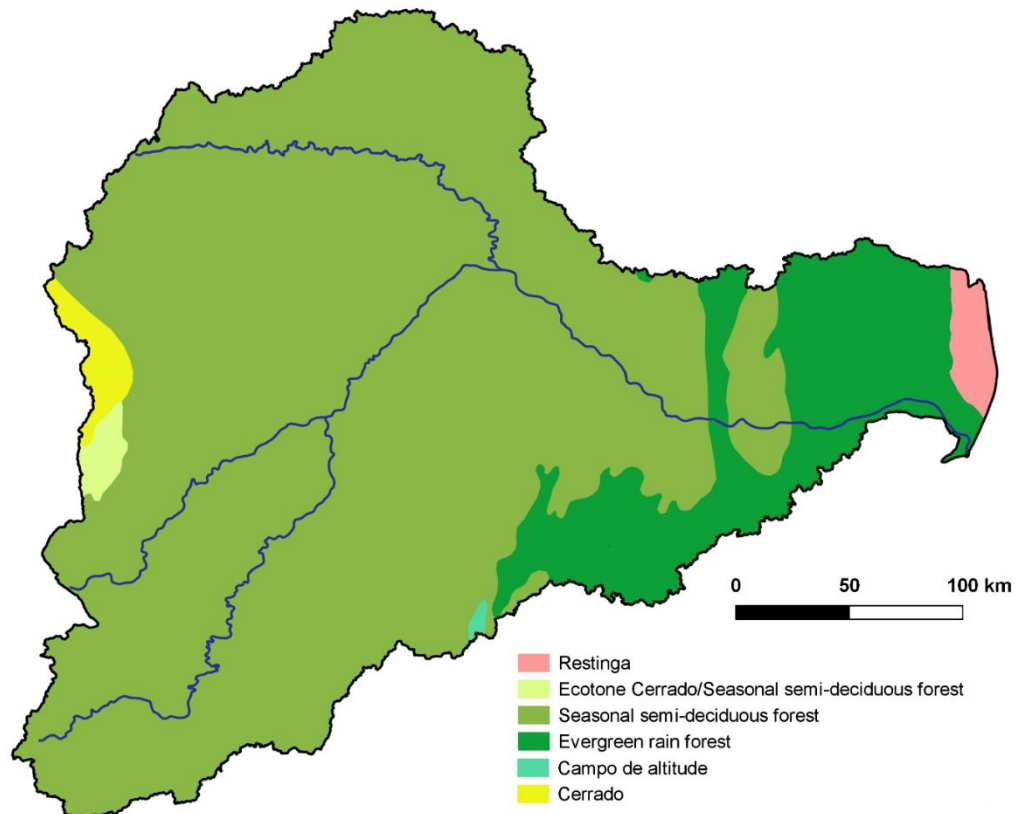 0 50 100 km
Restinga
Ecotone Cerrado/Seasonal semi-deciduous forest
Seasonal semi-deciduous forest
Evergreen rain forest
Campo de altitude
Cerrado